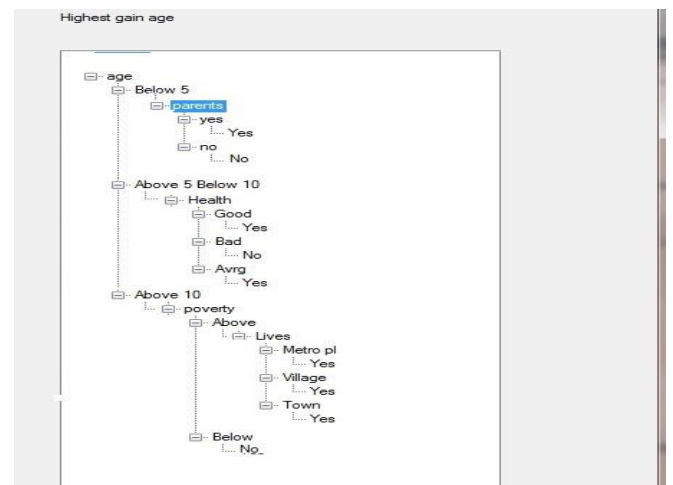 Highest gain age
age
Below 5
parents
yes
Yes
no
No
Above 5 Below 10
Health
Good
Yes
Bad
No
Avrg
Yes
Above 10
poverty
Above
Lives
Metro pl
Yes
Village
Yes
Town
Yes
Below
No_